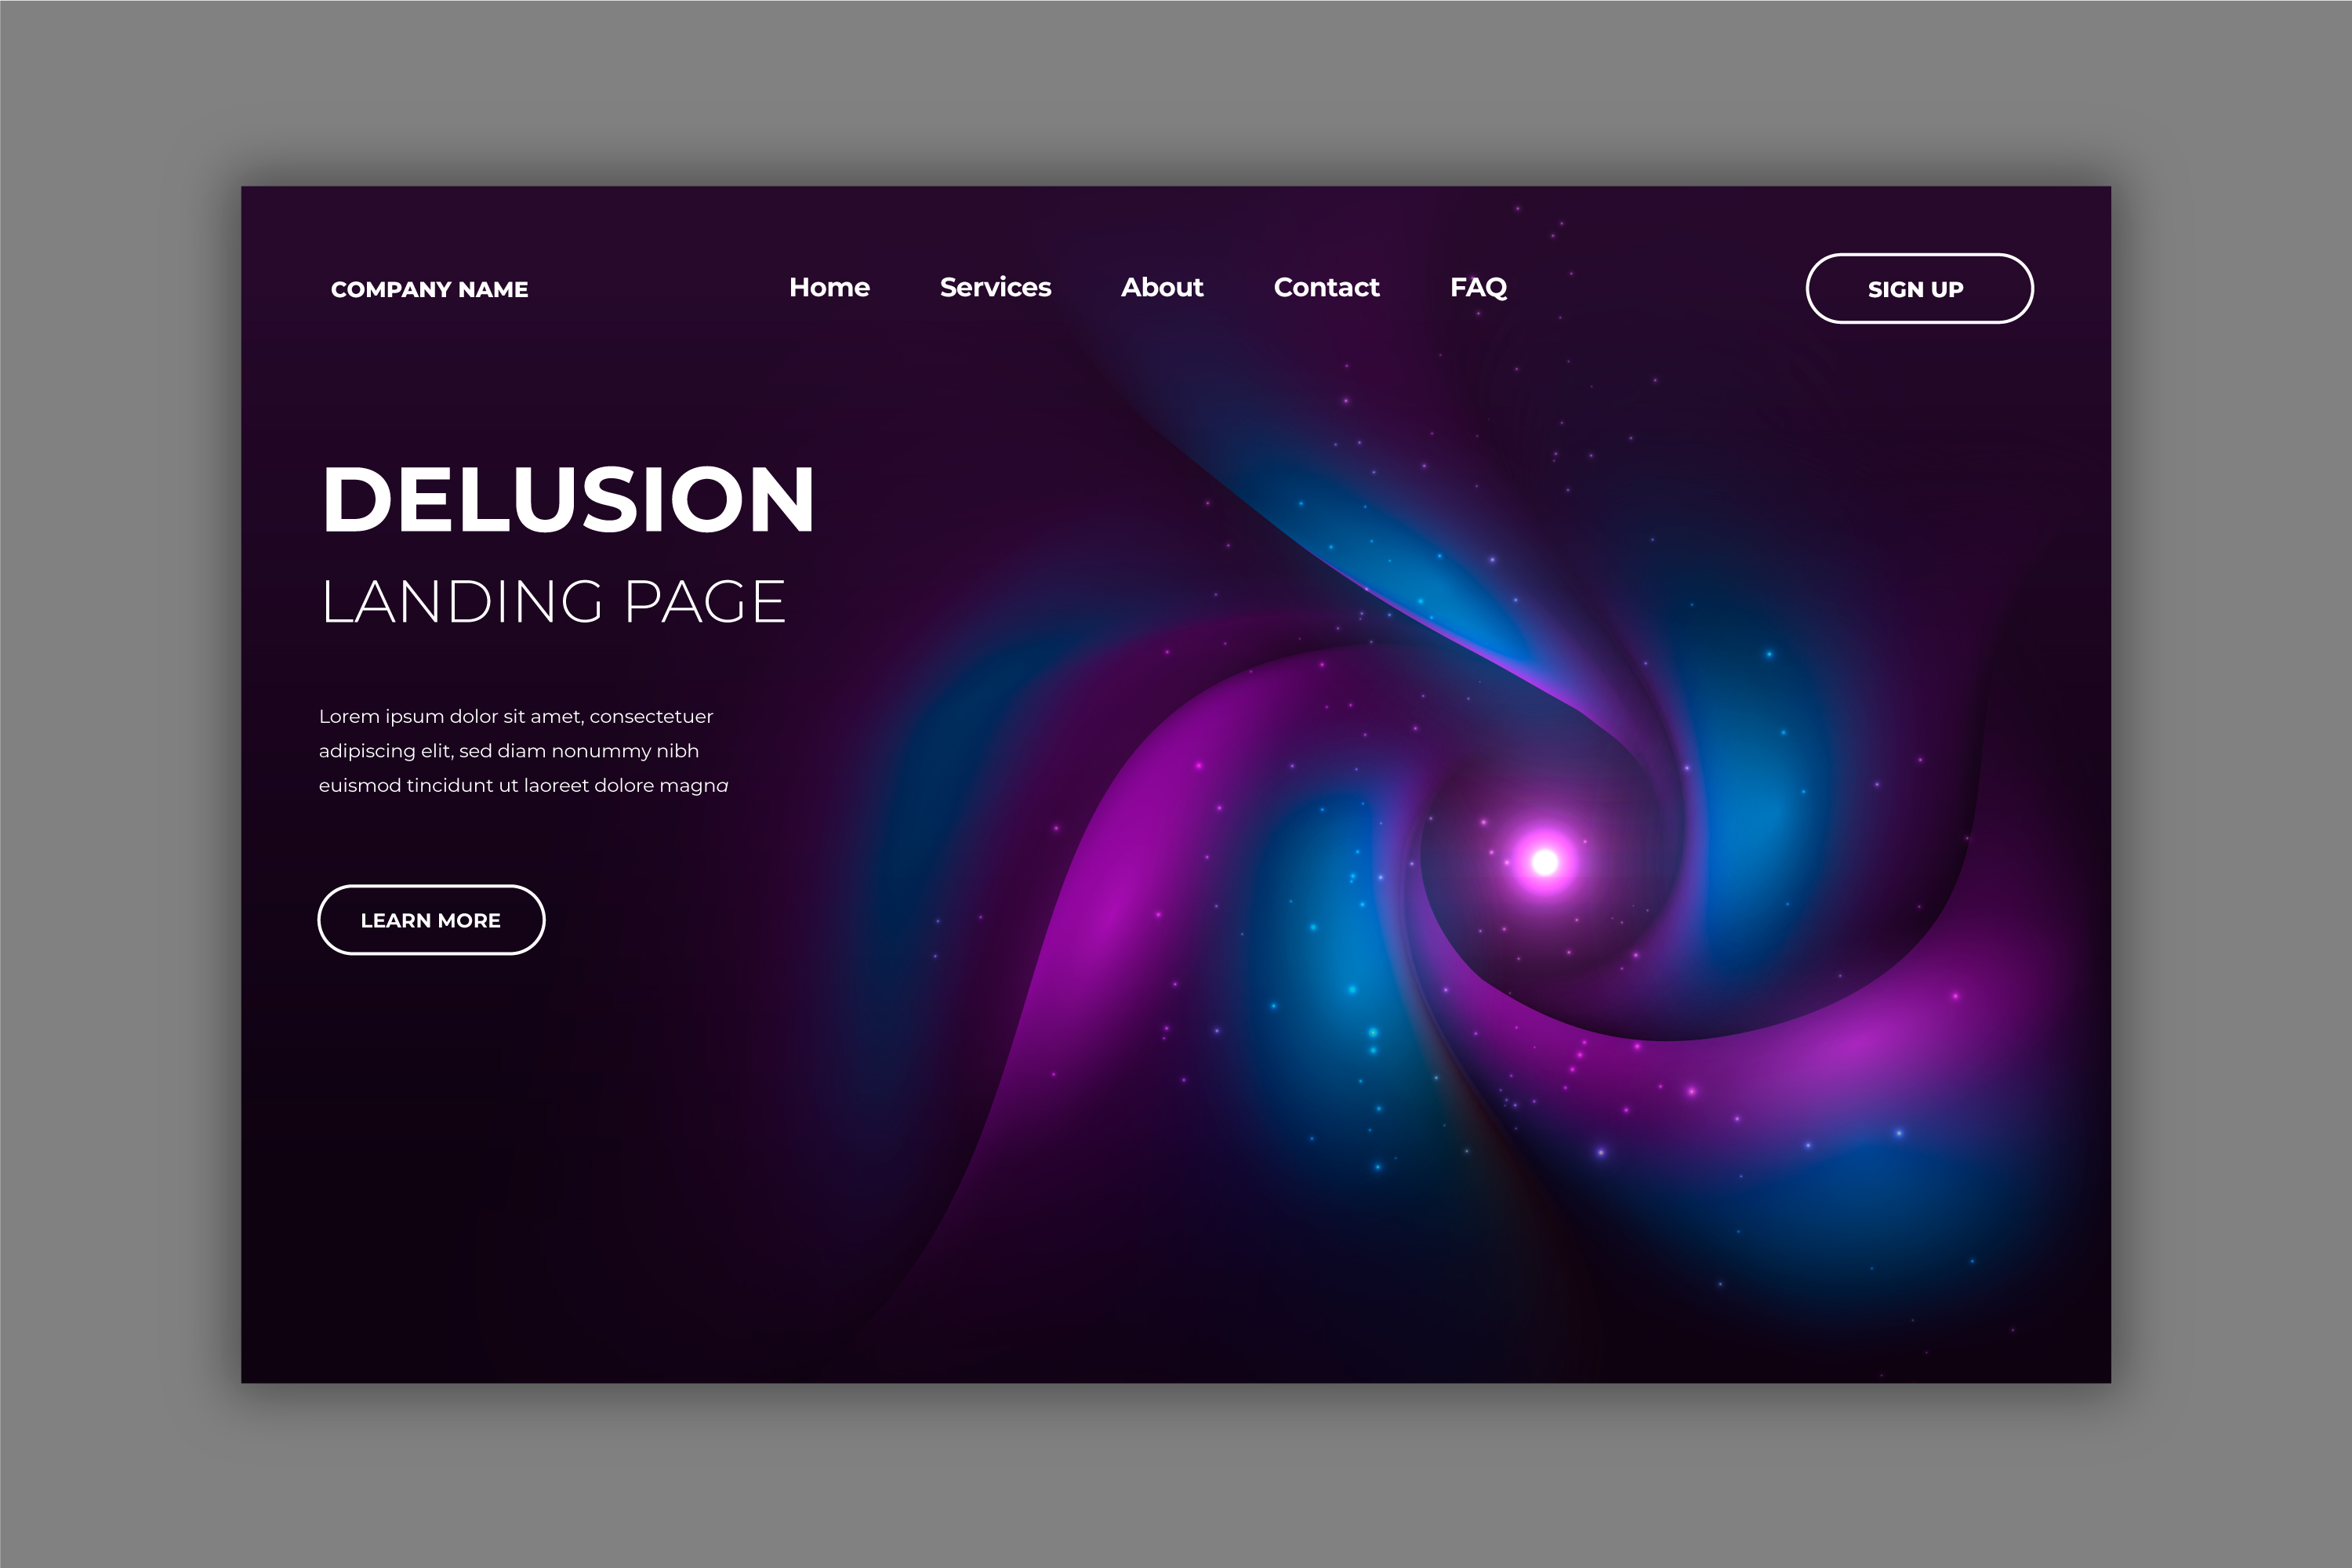 COMPANY NAME
Home Services About Contact FAQ
SIGN UP
DELUSION
LANDING PAGE
Lorem ipsum dolor sit amet, consectetuer
adipiscing elit, sed diam nonummy nibh
euismod tincidunt ut laoreet dolore magna
LEARN MORE